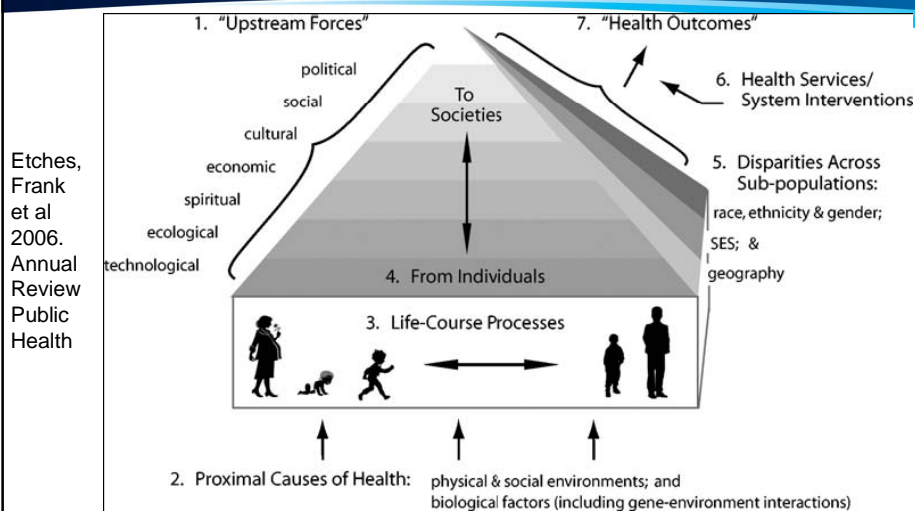 1. "Upstream Forces"
7. "Health Outcomes"
political
social
cultural
economic
spiritual
ecological
technological
To
Societies
6. Health Services/
System Interventions
5. Disparities Across
Sub-populations:
race, ethnicity & gender;
SES; &
geography
Etches,
Frank
et al
2006.
Annual
Review
Public
Health
4. From Individuals
3. Life-Course Processes
2. Proximal Causes of Health: physical & social environments; and
biological factors (including gene-environment interactions)